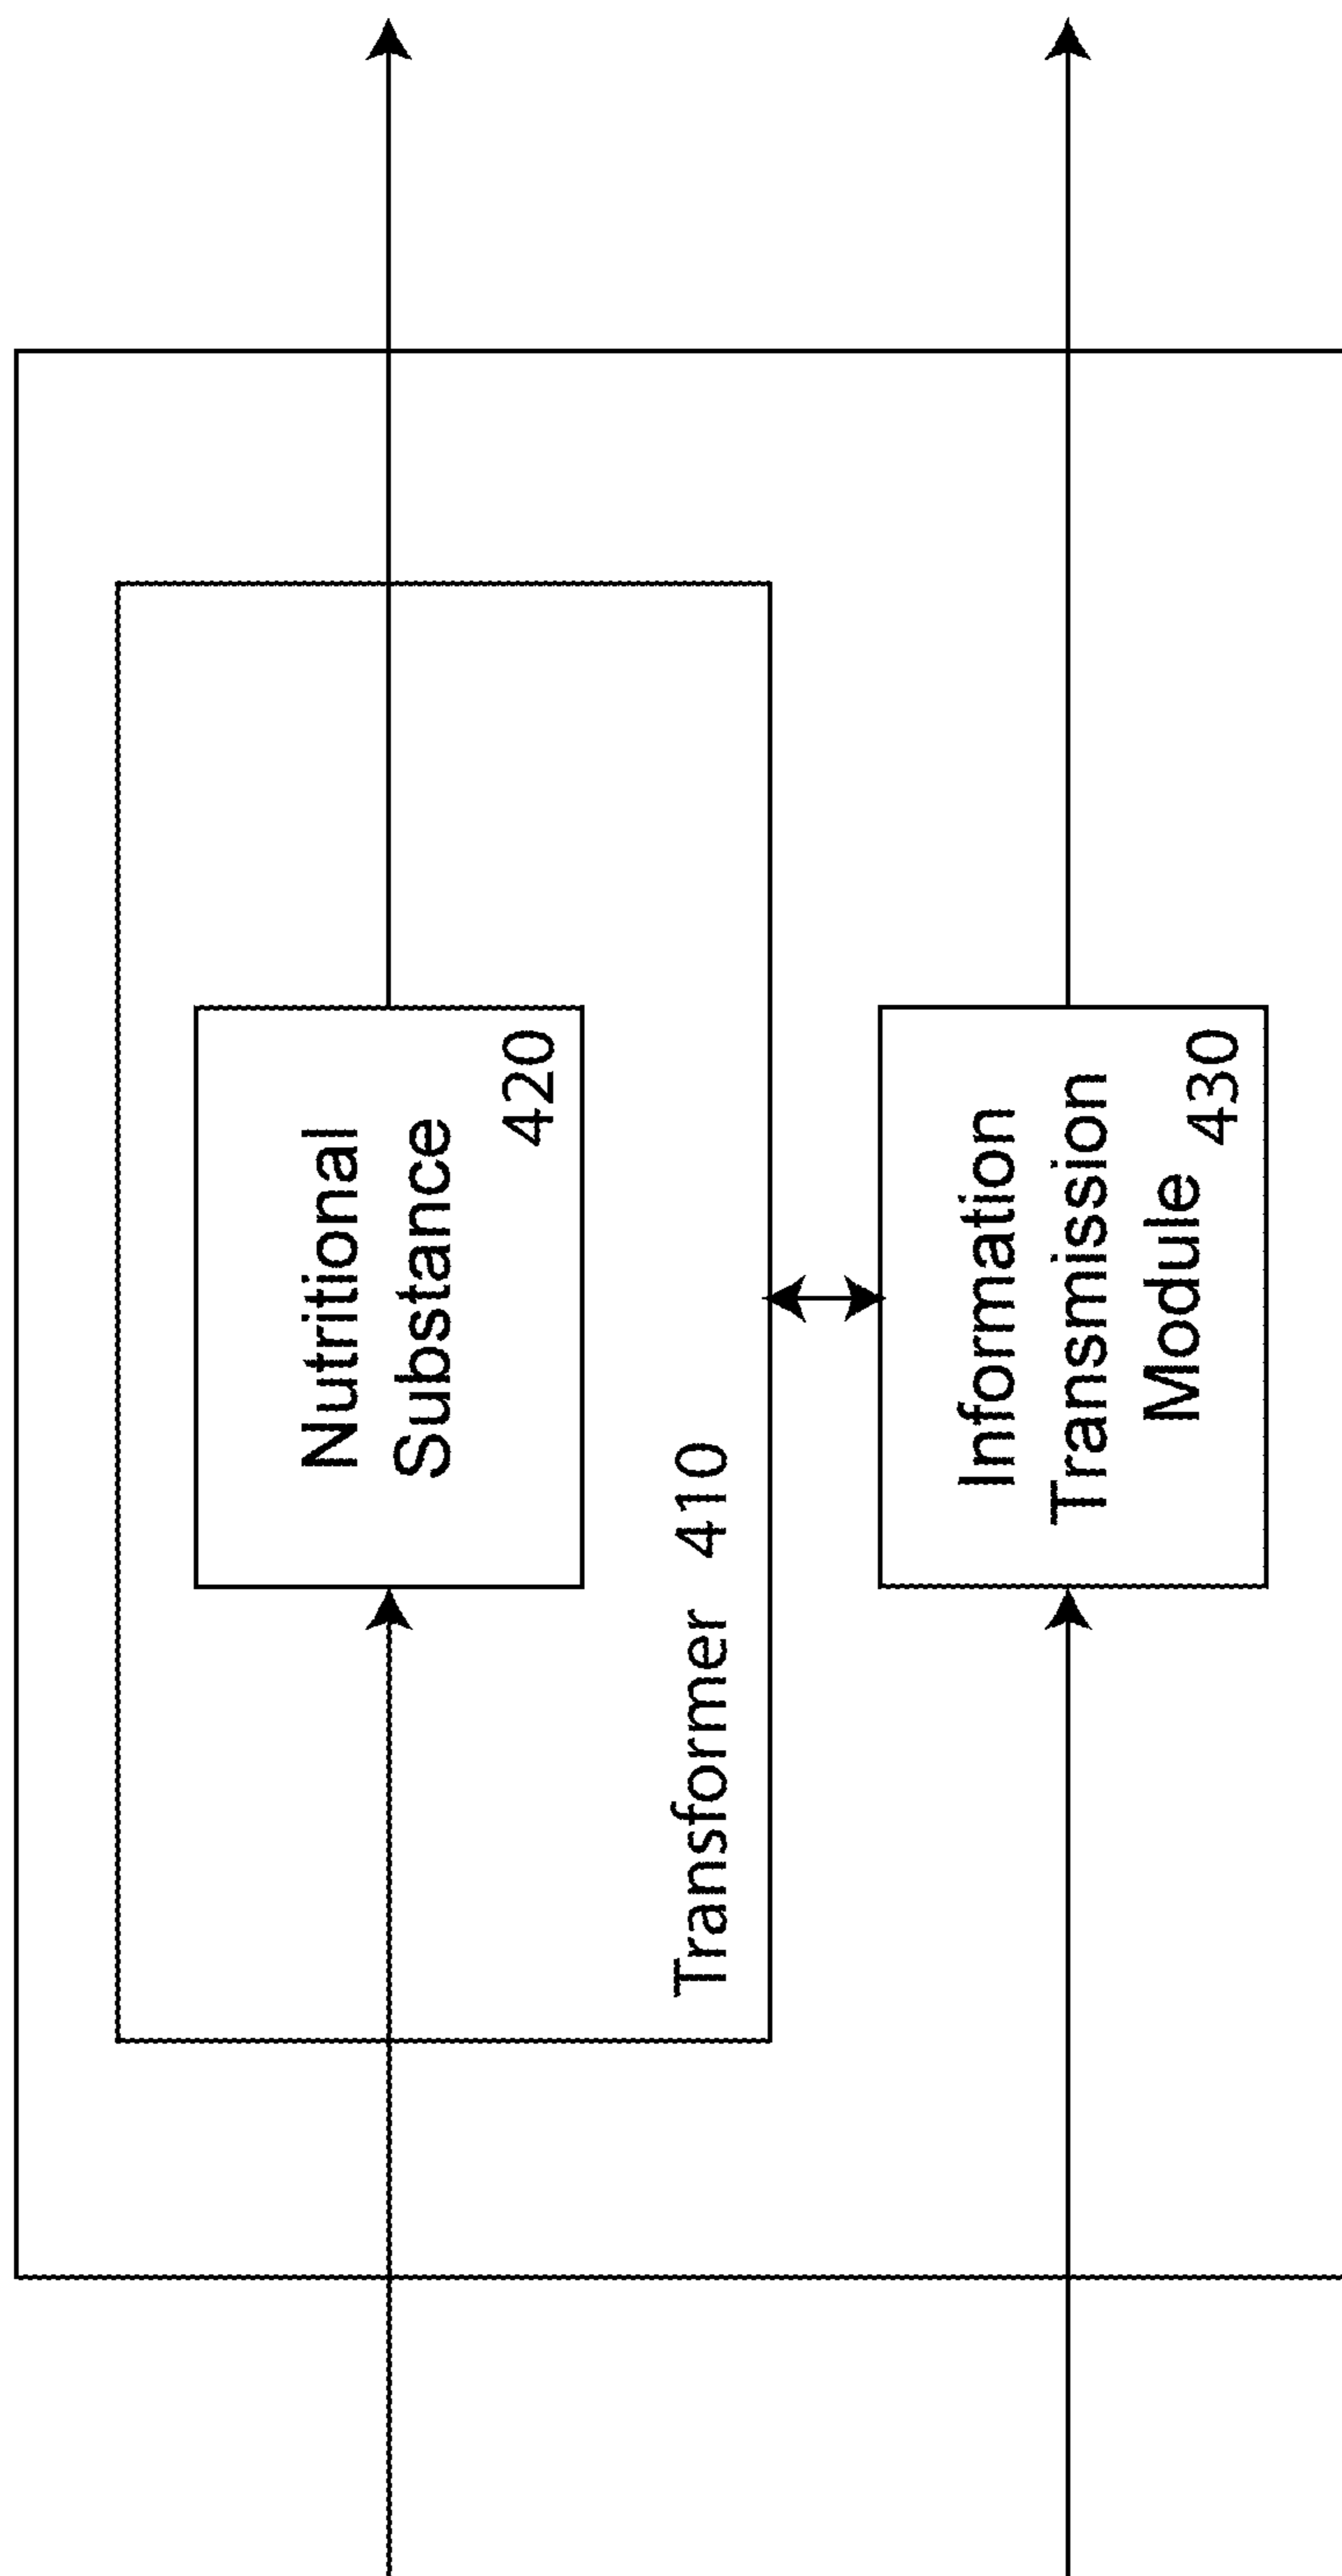 Nutritional
Substance
420
Transformer 410
Information
Transmission
Module
430